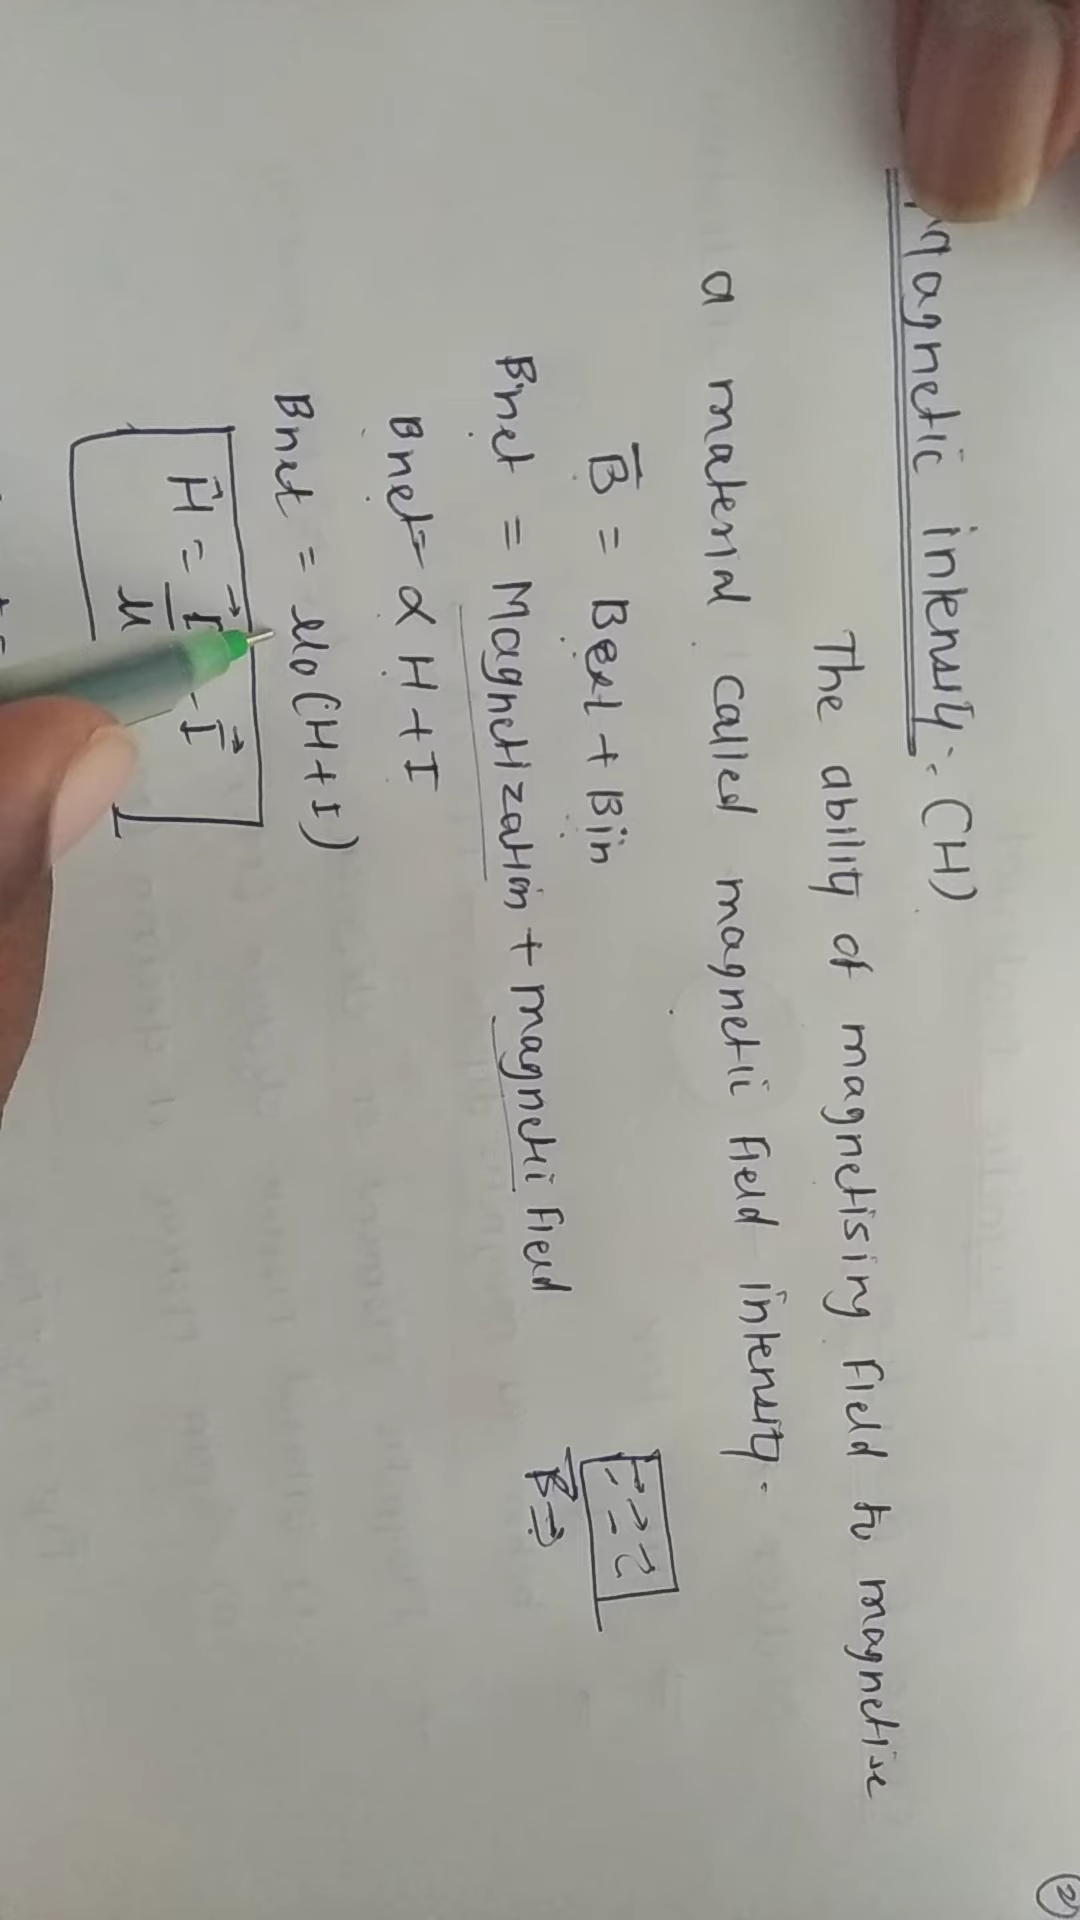 Magnetic intensity:- (H)
The ability of magnetising field to magnetise
a material called magnetic field intensity.
B̅ = Bext + Bin
Bnet = Magnetization + magnetic field
Bnet α H + I
Bnet = μ0 (H + I)
B⃗ →
H⃗ = - I⃗
μ
2